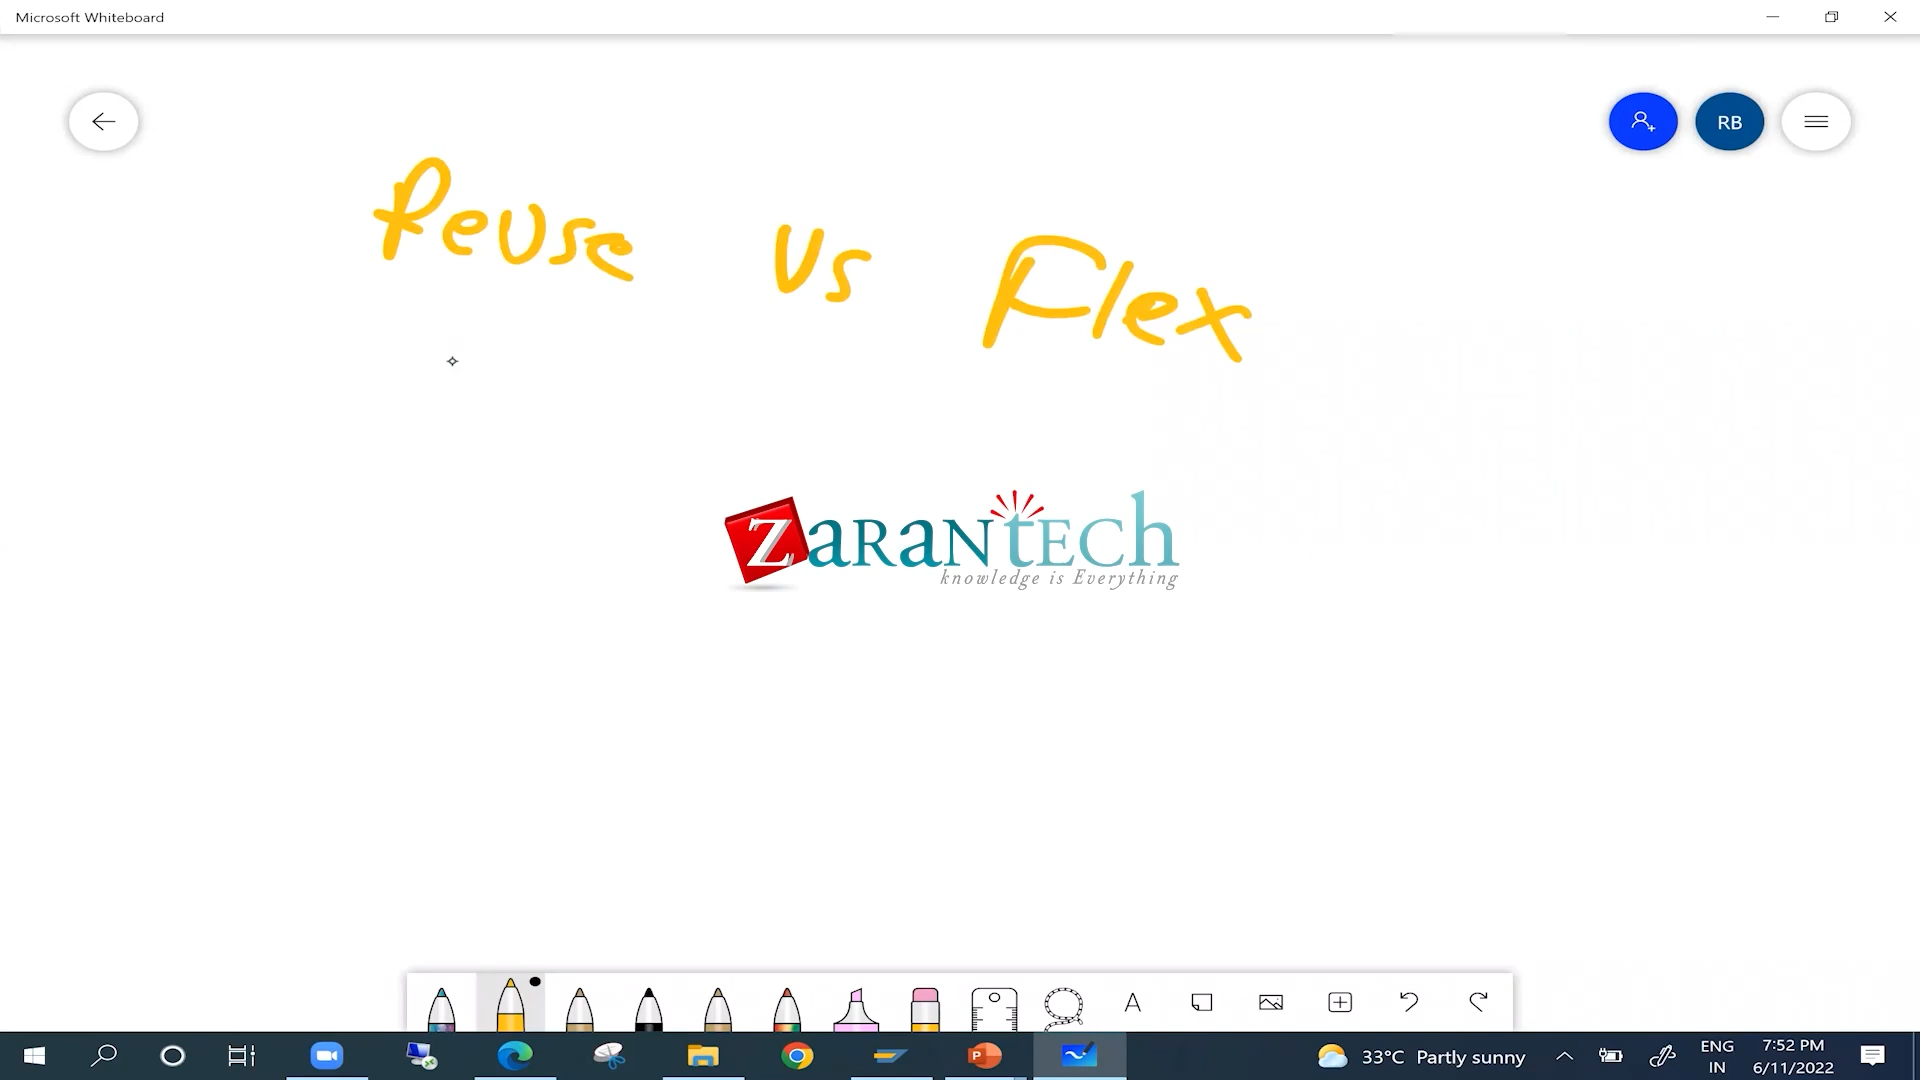 Microsoft Whiteboard
RB
Reuse Us Flex
ZaranTech
knowledge is Everything
A
33°C Partly sunny
ENG
IN
7:52 PM
6/11/2022